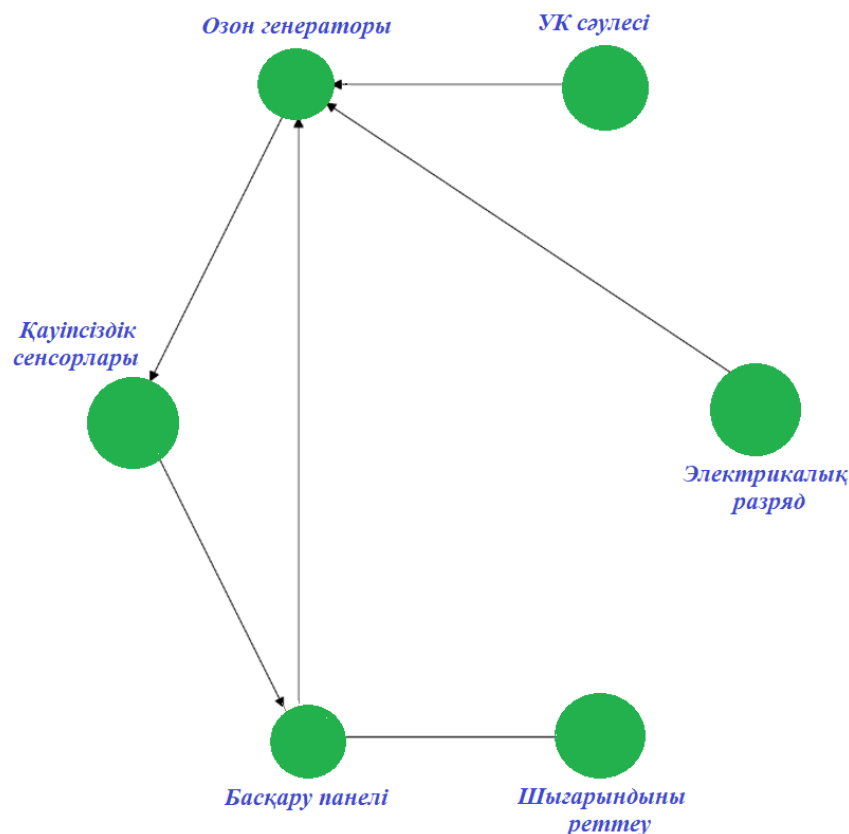 Озон генераторы
УК сәулесі
Қауіпсіздік
сенсорлары
Электрикалық
разряд
Басқару панелі
Шығарындыны
реттеу